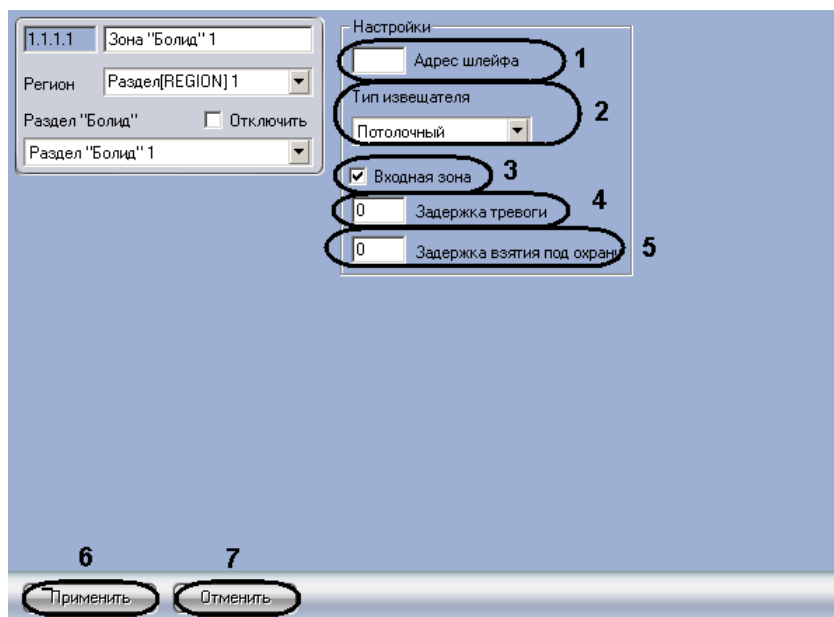 1.1.1.1 Зона "Болид" 1
Регион Раздел[REGION] 1
Раздел "Болид" Отключить
Раздел "Болид" 1
Настройки
Адрес шлейфа 1
Тип извещателя
Потолочный 2
Входная зона 3
0 Задержка тревоги 4
0 Задержка взятия под охрану 5
6 7
Применить Отменить